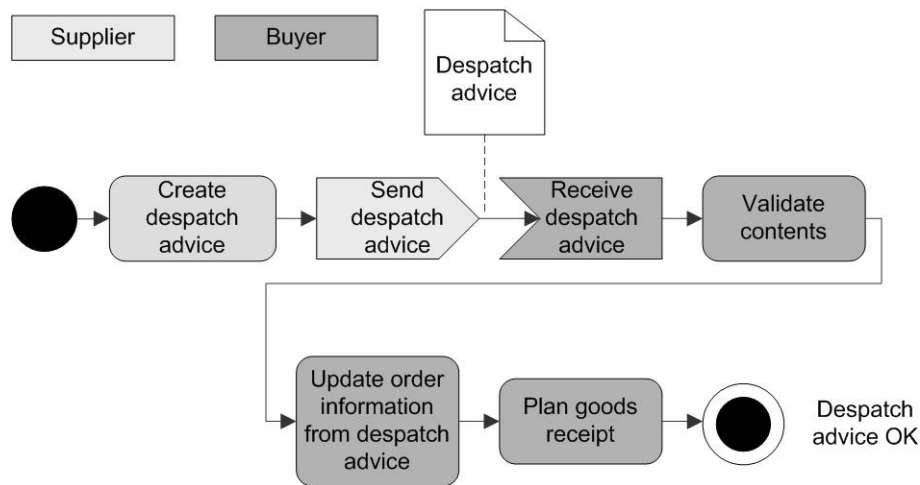 Supplier
Buyer
Despatch
advice
Create
despatch
advice
Send
despatch
advice
Receive
despatch
advice
Validate
contents
Update order
information
from despatch
advice
Plan goods
receipt
Despatch
advice OK